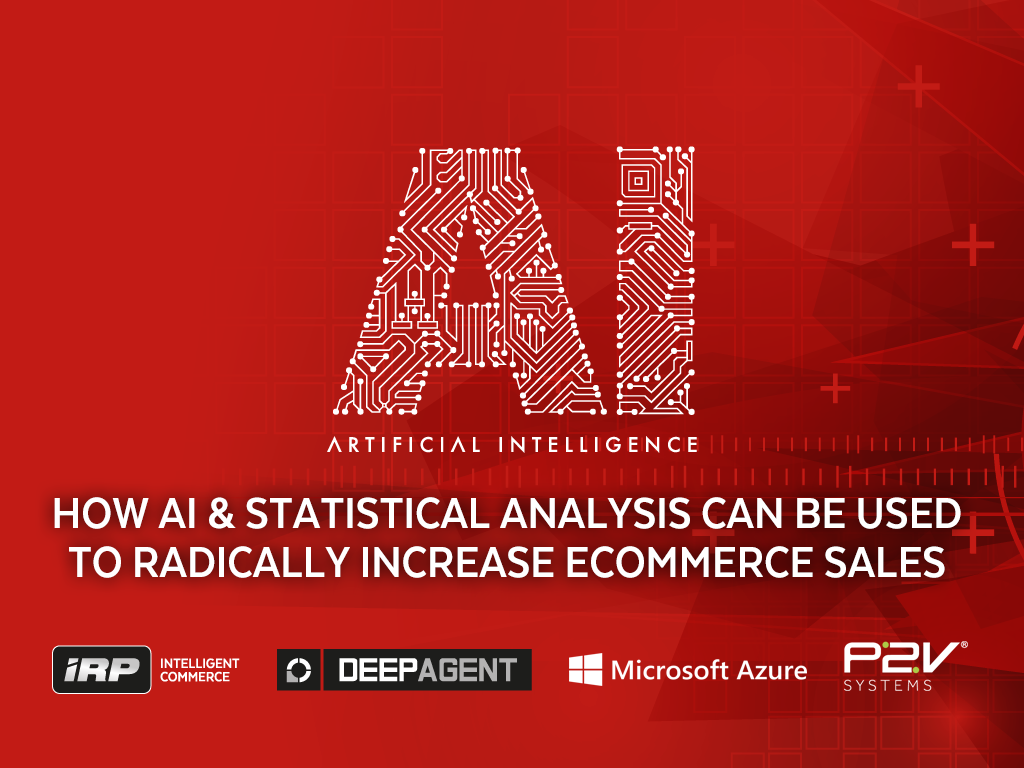 AI
ARTIFICIAL INTELLIGENCE
HOW AI & STATISTICAL ANALYSIS CAN BE USED
TO RADICALLY INCREASE ECOMMERCE SALES
iRP INTELLIGENT
COMMERCE
DEEPAGENT
Microsoft Azure
P2V®
SYSTEMS